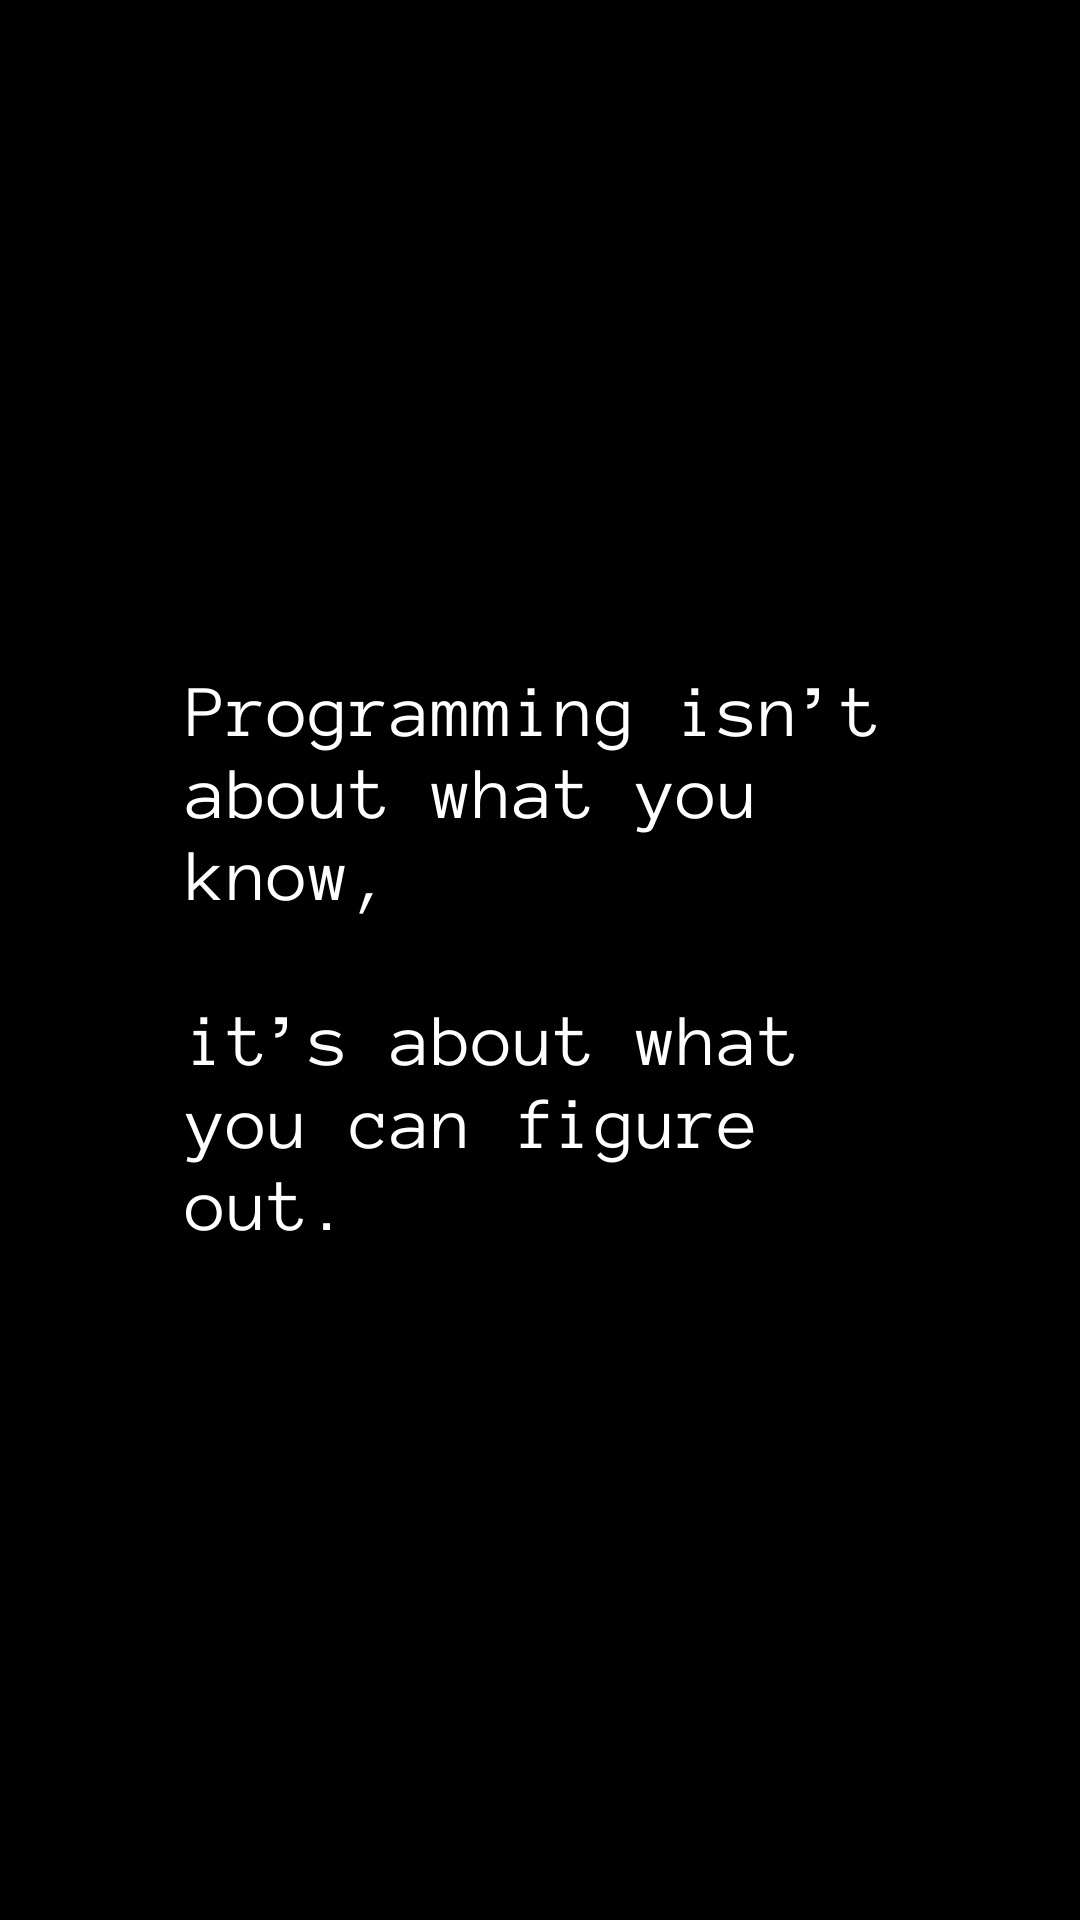 Programming isn’t
about what you
know,
it’s about what
you can figure
out.